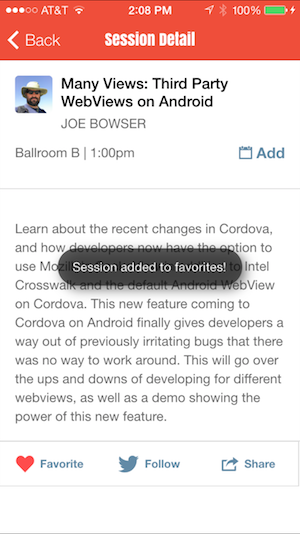 AT&T 2:08 PM 100%
Back Session Detail
Many Views: Third Party
WebViews on Android
JOE BOWSER
Ballroom B | 1:00pm Add
Learn about the recent changes in Cordova,
and how developers now have the option to
use Mozil Intel
Session added to favorites!
Crosswalk and the default Android WebView
on Cordova. This new feature coming to
Cordova on Android finally gives developers a
way out of previously irritating bugs that
there was no way to work around. This will go
over the ups and downs of developing for different
webviews, as well as a demo showing the
power of this new feature.
Favorite Follow Share